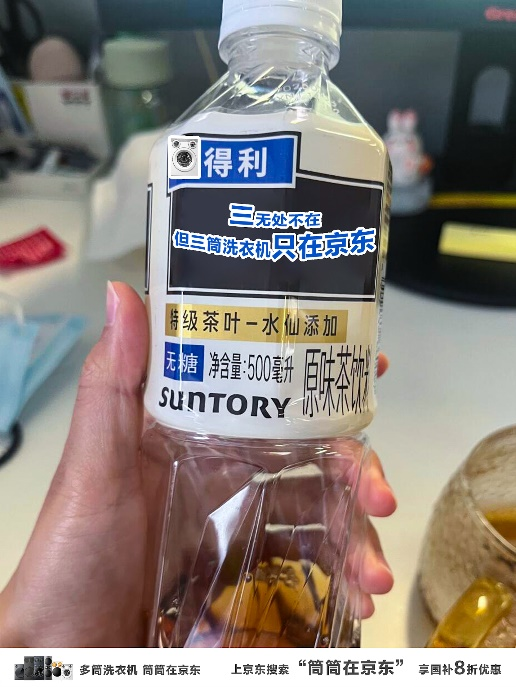 得利
三无处不在
但三筒洗衣机只在京东
特级茶叶-水仙添加
无糖 净含量:500毫升
SUNTORY 原味茶饮料
多筒洗衣机 筒筒在京东 上京东搜索 “筒筒在京东” 享国补8折优惠